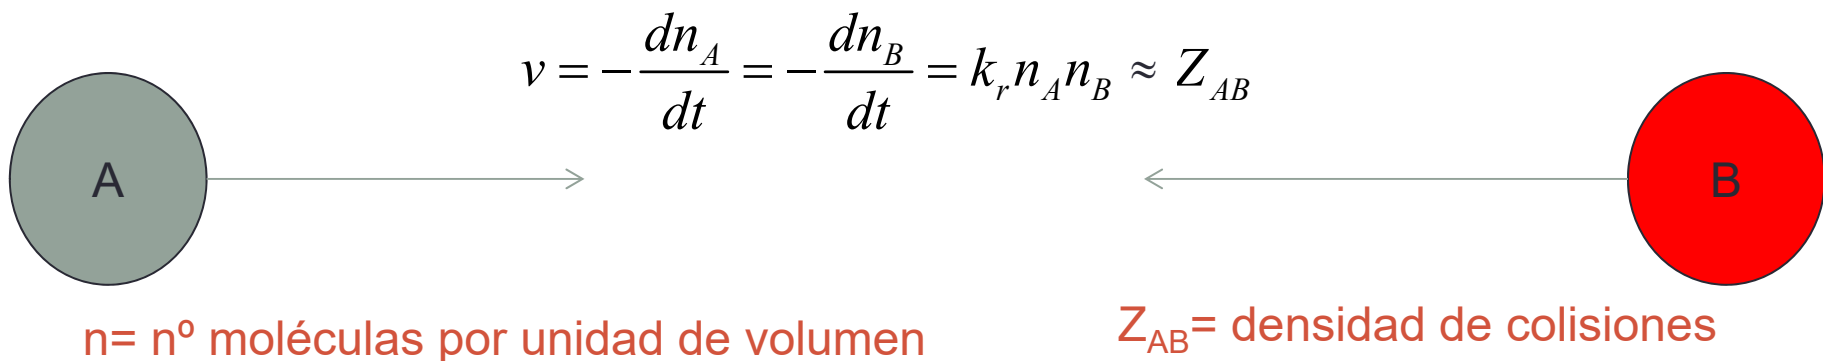 v = − dn_A/dt = − dn_B/dt = k_r n_A n_B ≈ Z_AB
A
B
n= nº moléculas por unidad de volumen
Z_AB= densidad de colisiones